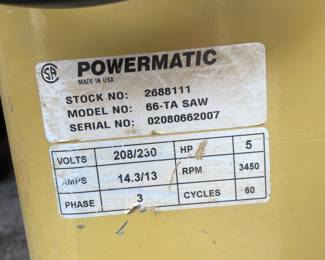 POWERMATIC
MADE IN USA
STOCK NO: 2688111
MODEL NO: 66-TA SAW
SERIAL NO: 02080662007
VOLTS 208/230 HP 5
AMPS 14.3/13 RPM 3450
PHASE 3 CYCLES 60